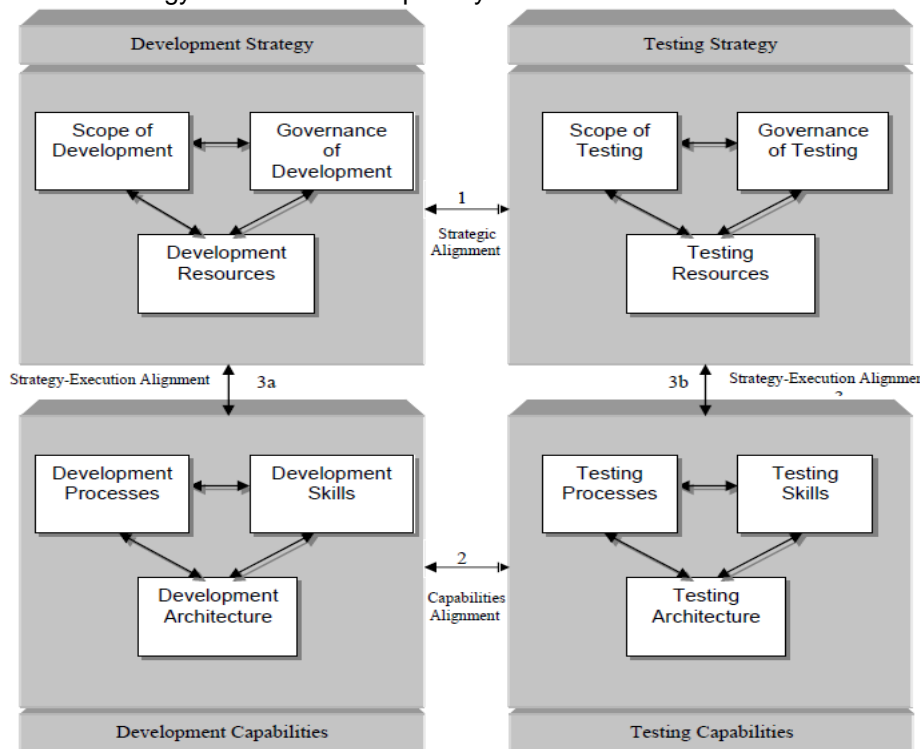 Development Strategy
Testing Strategy
Scope of
Development
Governance
of
Development
Development
Resources
Scope of
Testing
Governance
of Testing
Testing
Resources
1
Strategic
Alignment
Strategy-Execution Alignment
3a
3b
Strategy-Execution Alignmen
Development
Processes
Development
Skills
Development
Architecture
Testing
Processes
Testing
Skills
Testing
Architecture
2
Capabilities
Alignment
Development Capabilities
Testing Capabilities